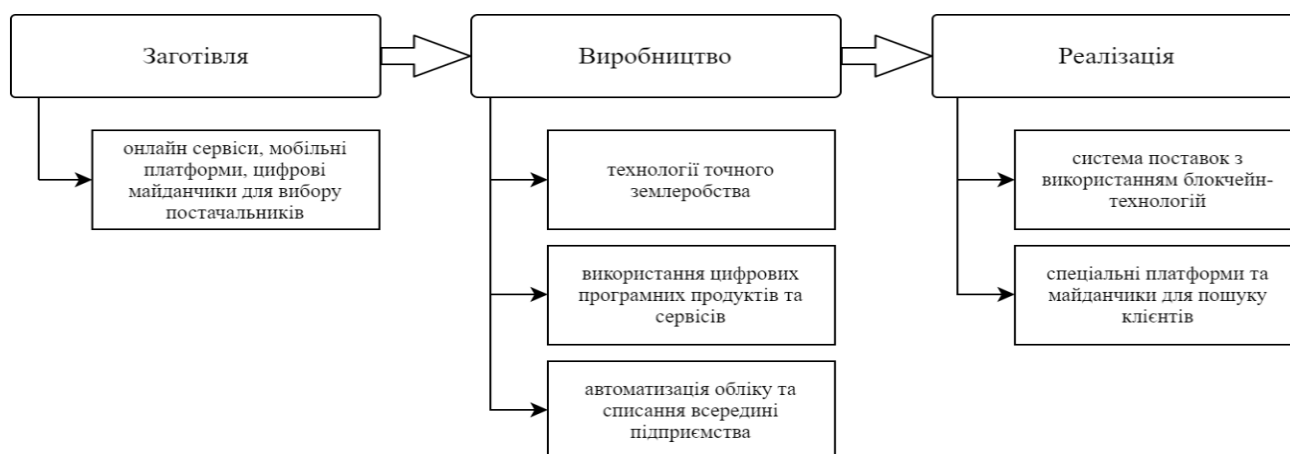 Заготівля
онлайн сервіси, мобільні
платформи, цифрові
майданчики для вибору
постачальників
Виробництво
технології точного
землеробства
використання цифрових
програмних продуктів та
сервісів
автоматизація обліку та
списання всередині
підприємства
Реалізація
система поставок з
використанням блокчейн-
технологій
спеціальні платформи та
майданчики для пошуку
клієнтів